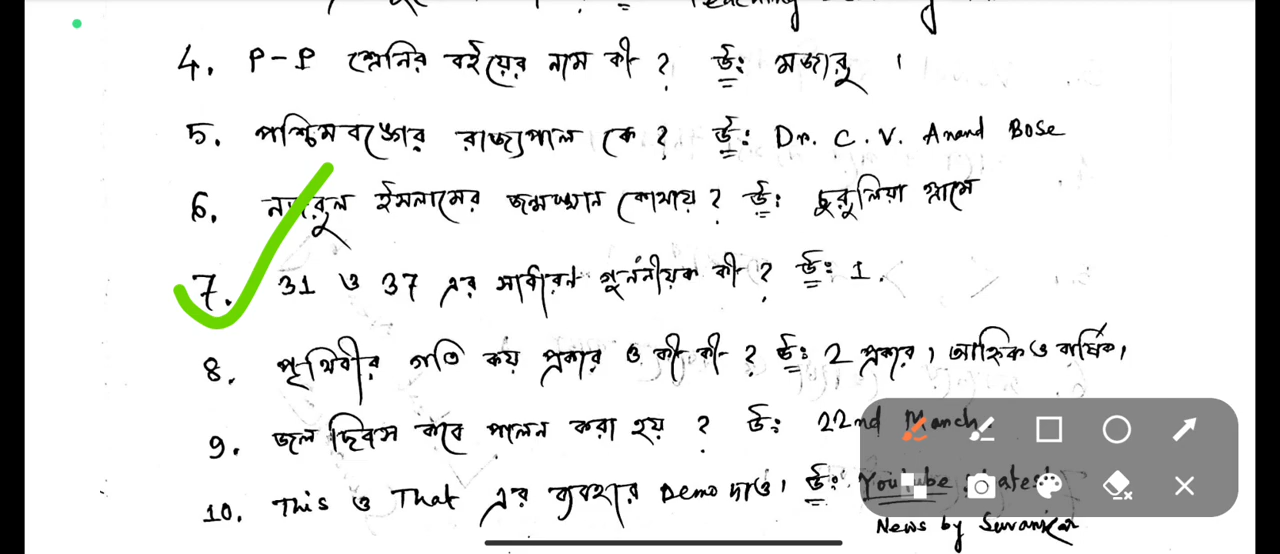 Teaching
4. P-P শ্রেনির বইয়ের নাম কী ? উঃ মজারু ।
5. পশ্চিমবঙ্গের রাজ্যপাল কে ? উঃ Dr. C. V. Anand Bose
6. নজরুল ইসলামের জন্মস্থান কোথায় ? উঃ চুরুলিয়া গ্রামে
7. 31 ও 37 এর সাধারণ গুননীয়ক কী ? উঃ 1.
8. পৃথিবীর গতি কয় প্রকার ও কী কী ? উঃ 2 প্রকার, আহ্নিক ও বার্ষিক।
9. জল দিবস কবে পালন করা হয় ? উঃ 22nd March.
10. This ও That এর ব্যবহার Demo দাও। উঃ YouTube
News by